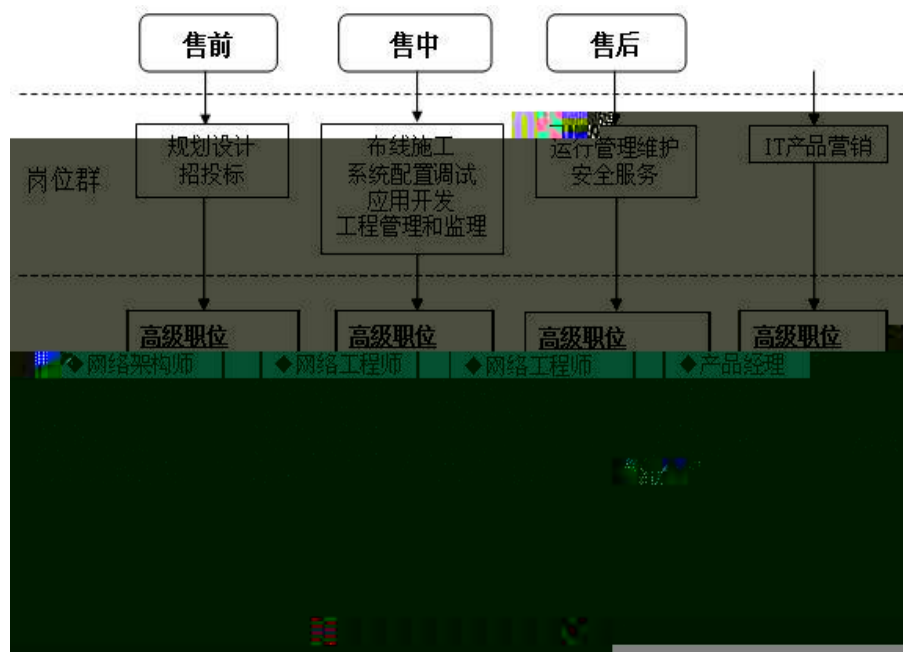 售前
售中
售后
岗位群
规划设计
招投标
布线施工
系统配置调试
应用开发
工程管理和监理
运行管理维护
安全服务
IT产品营销
高级职位
高级职位
高级职位
高级职位
◆网络架构师
◆网络工程师
◆网络工程师
◆产品经理